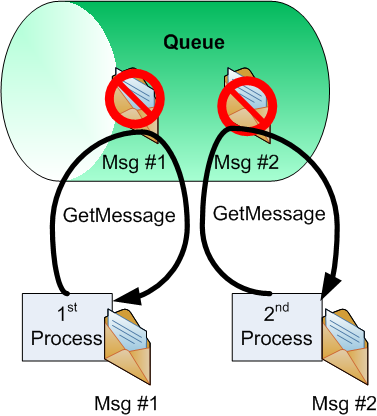 Queue
Msg #1
Msg #2
GetMessage
GetMessage
1st
Process
2nd
Process
Msg #1
Msg #2